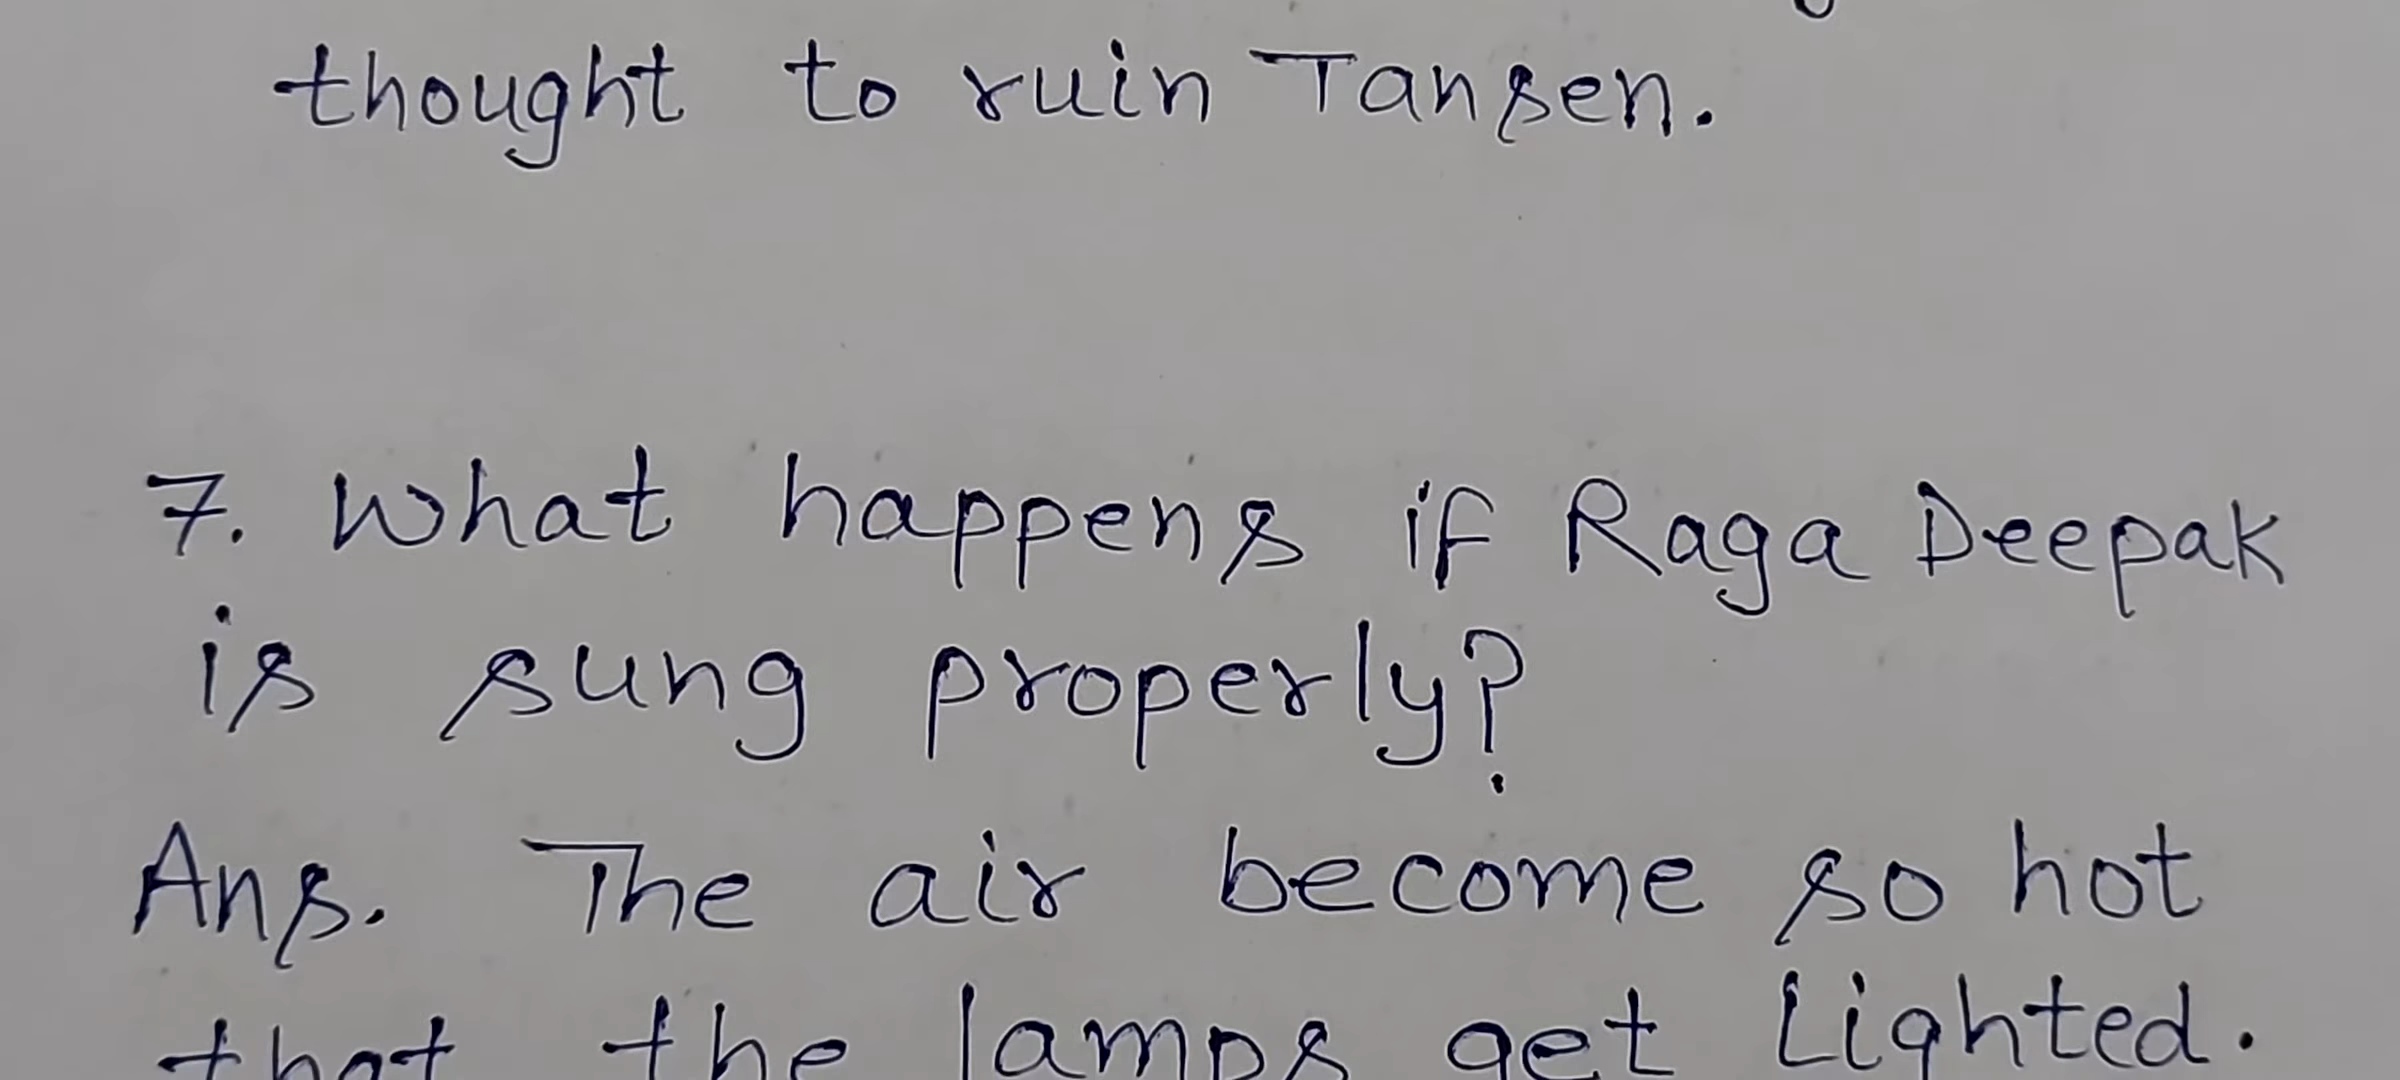 thought to ruin Tansen.
7. What happens if Raga Deepak
is sung properly?
Ans. The air become so hot
that the lamps get Lighted.